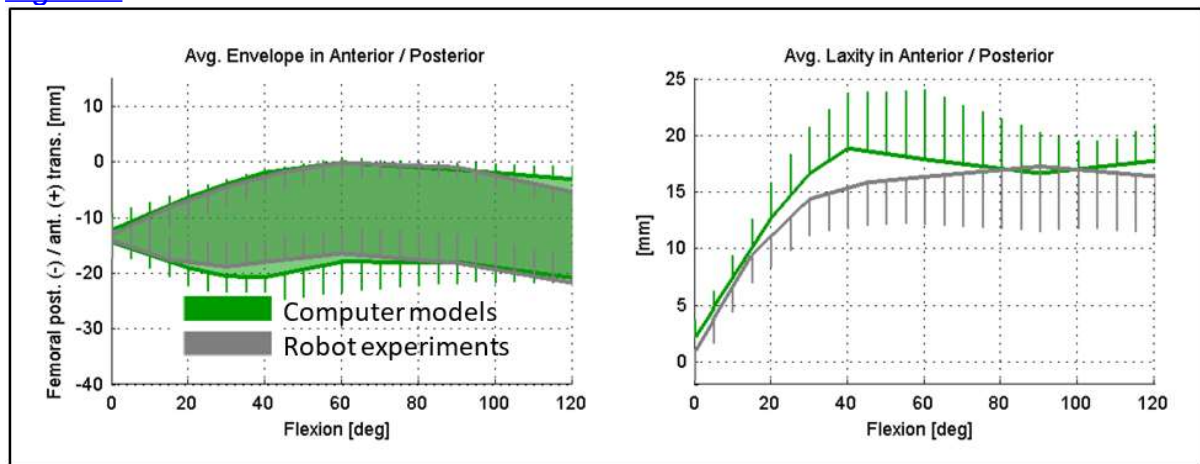 Avg. Envelope in Anterior / Posterior
Femoral post. (-) / ant. (+) trans. [mm]
10
0
-10
-20
-30
-40
0 20 40 60 80 100 120
Flexion [deg]
Computer models
Robot experiments
Avg. Laxity in Anterior / Posterior
[mm]
25
20
15
10
5
0
0 20 40 60 80 100 120
Flexion [deg]